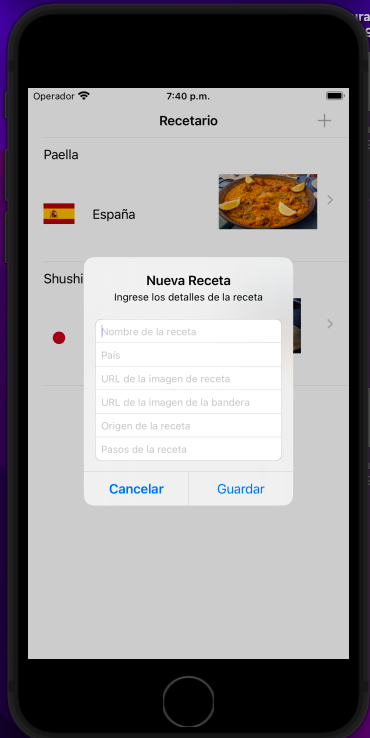 Operador 7:40 p.m.
Recetario
Paella
España
Shushi
Nueva Receta
Ingrese los detalles de la receta
Nombre de la receta
País
URL de la imagen de receta
URL de la imagen de la bandera
Origen de la receta
Pasos de la receta
Cancelar Guardar